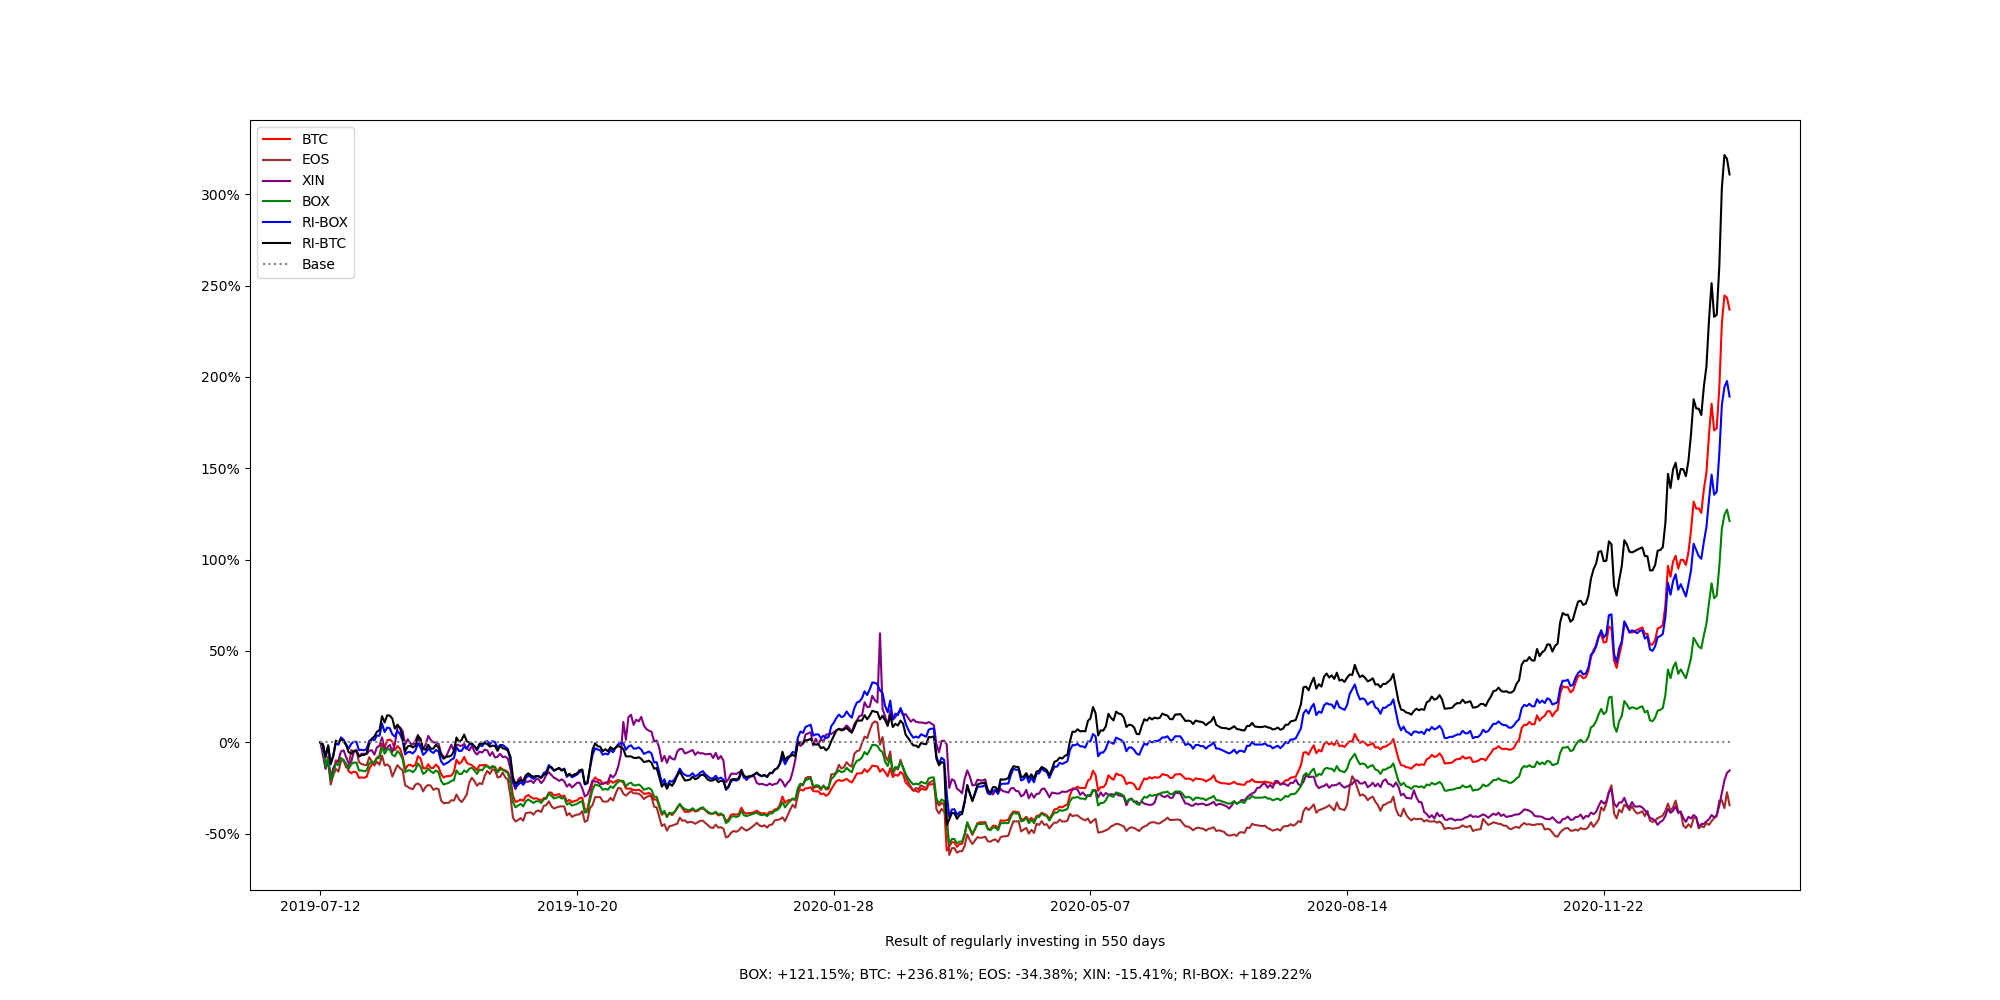 BTC
EOS
XIN
BOX
RI-BOX
RI-BTC
Base
300%
250%
200%
150%
100%
50%
0%
-50%
2019-07-12 2019-10-20 2020-01-28 2020-05-07 2020-08-14 2020-11-22
Result of regularly investing in 550 days
BOX: +121.15%; BTC: +236.81%; EOS: -34.38%; XIN: -15.41%; RI-BOX: +189.22%